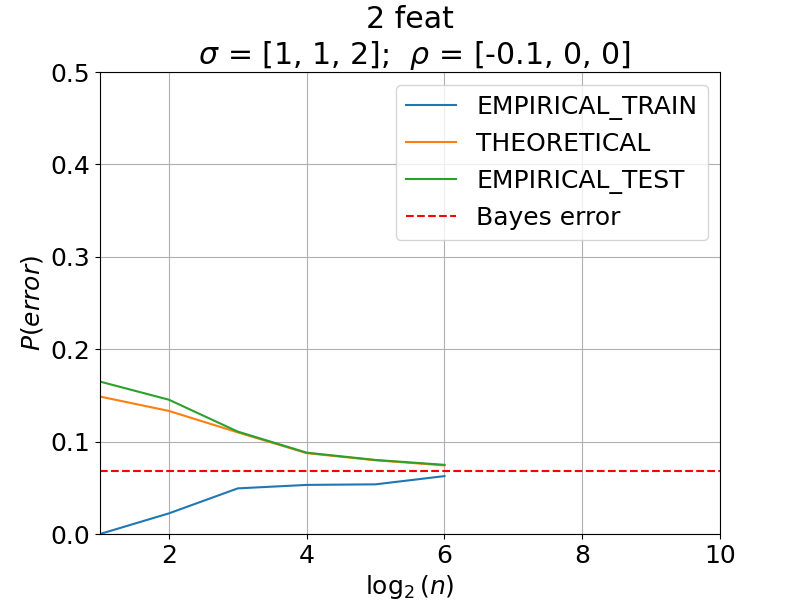 2 feat
σ = [1, 1, 2];  ρ = [-0.1, 0, 0]
0.5
0.4
0.3
0.2
0.1
0.0
P(error)
EMPIRICAL_TRAIN
THEORETICAL
EMPIRICAL_TEST
Bayes error
2 4 6 8 10
log₂(n)